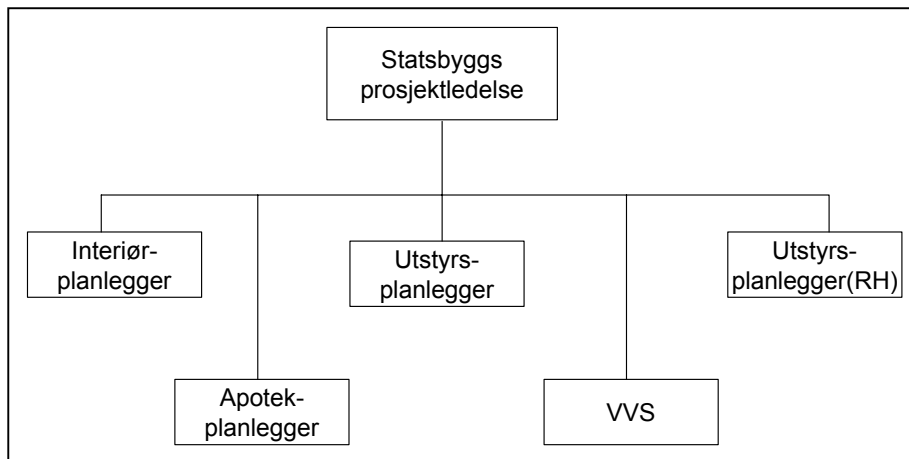 Statsbyggs
prosjektledelse
Interiør-
planlegger
Utstyrs-
planlegger
Utstyrs-
planlegger(RH)
Apotek-
planlegger
VVS